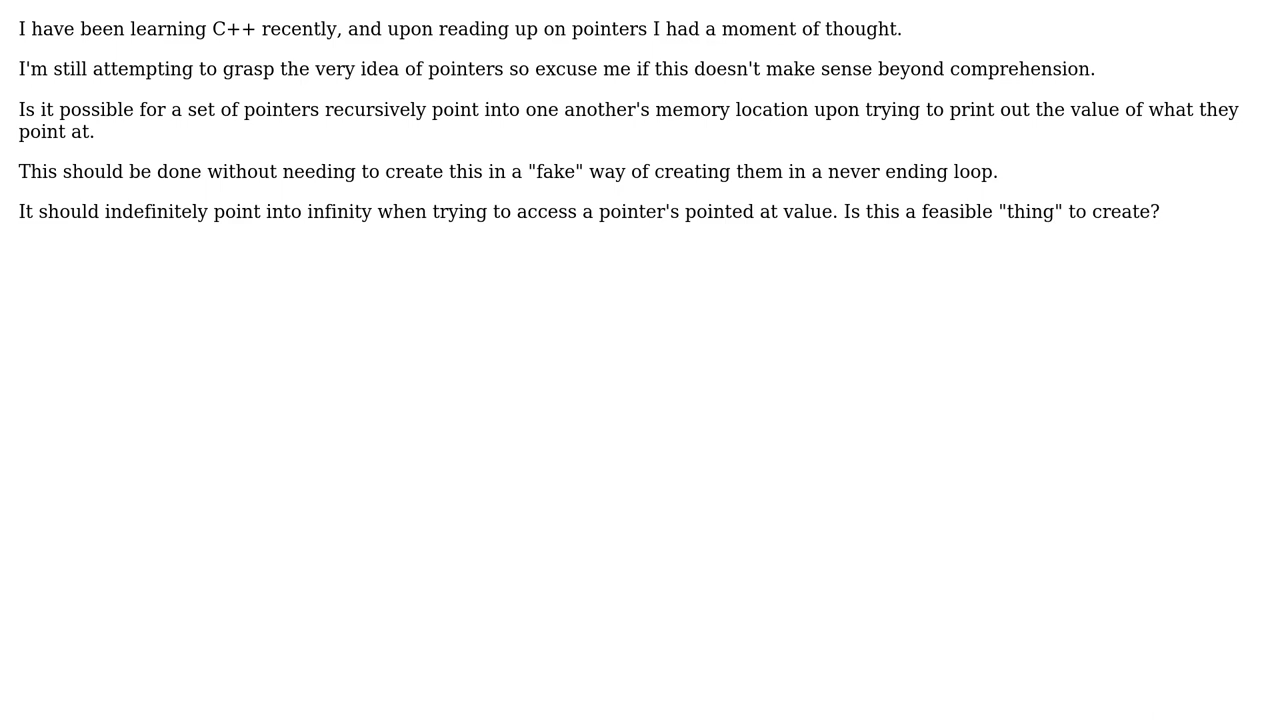 I have been learning C++ recently, and upon reading up on pointers I had a moment of thought.
I'm still attempting to grasp the very idea of pointers so excuse me if this doesn't make sense beyond comprehension.
Is it possible for a set of pointers recursively point into one another's memory location upon trying to print out the value of what they
point at.
This should be done without needing to create this in a "fake" way of creating them in a never ending loop.
It should indefinitely point into infinity when trying to access a pointer's pointed at value. Is this a feasible "thing" to create?